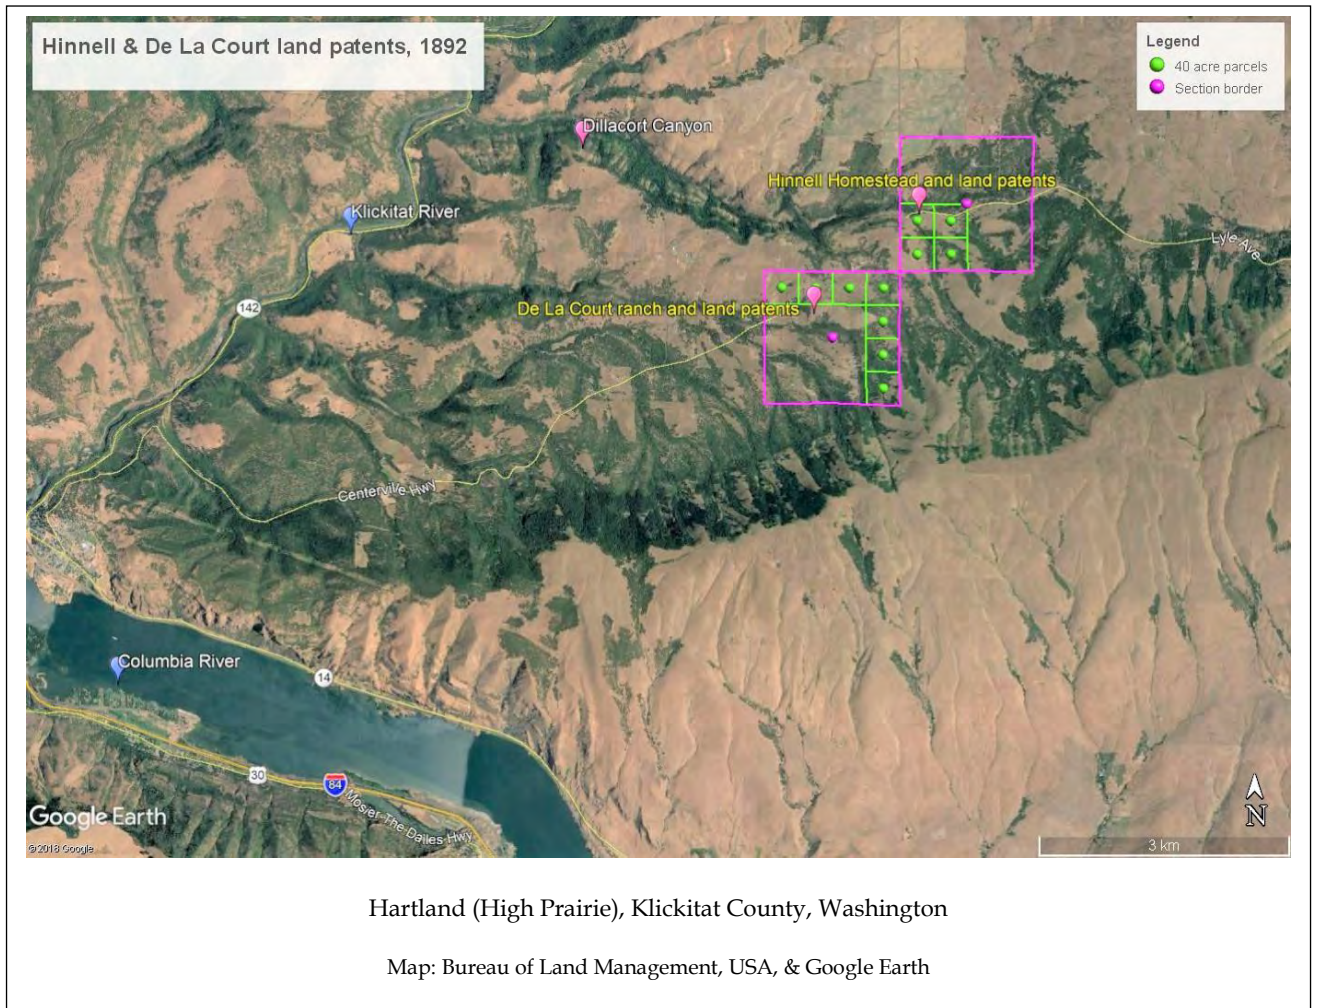 Hinnell & De La Court land patents, 1892
Legend
40 acre parcels
Section border
Dillacort Canyon
Hinnell Homestead and land patents
Klickitat River
Lyle Ave
142
De La Court ranch and land patents
Centerville Hwy
Columbia River
14
30
84
Mosier-The Dalles-Hwy
Google Earth
©2018 Google
N
3 km
Hartland (High Prairie), Klickitat County, Washington
Map: Bureau of Land Management, USA, & Google Earth